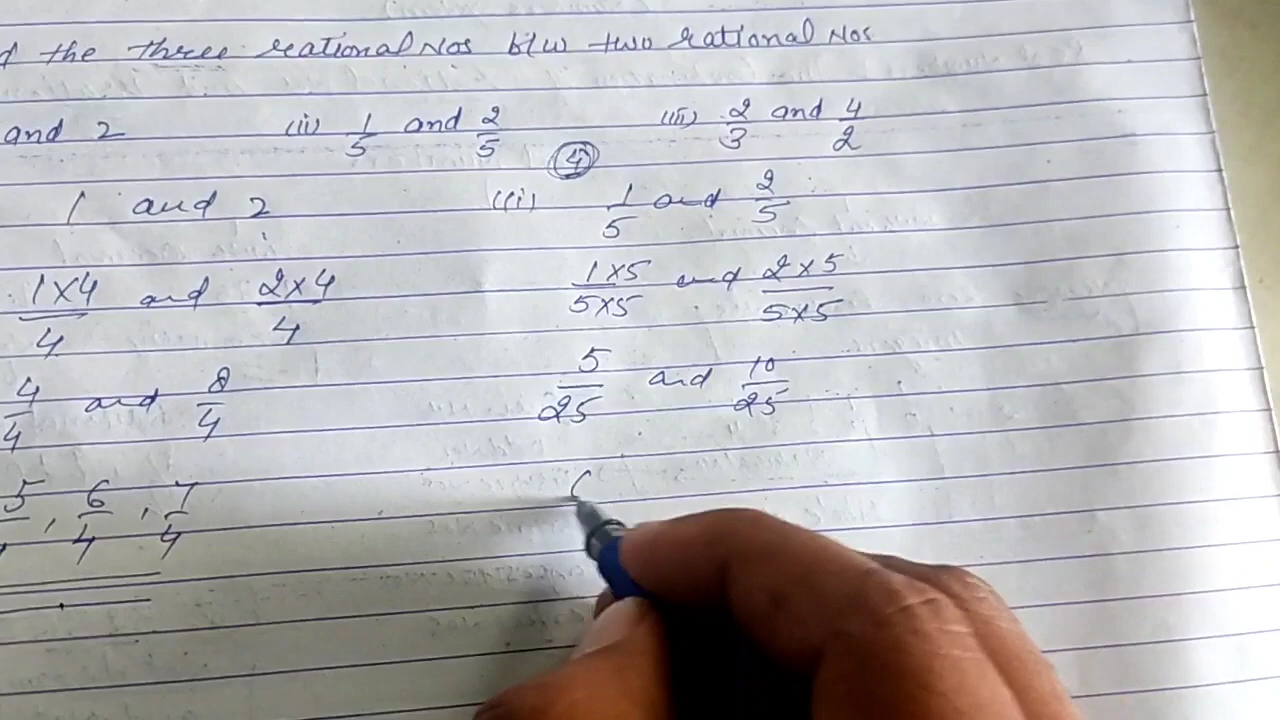 the three rational Nos b/w two rational Nos
and 2 (ii) 1/5 and 2/5 (iii) 2/3 and 4/2
4
1 and 2 (ii) 1/5 and 2/5
1×4/4 and 2×4/4 1×5/5×5 and 2×5/5×5
4/4 and 8/4 5/25 and 10/25
5, 6/4, 7/4